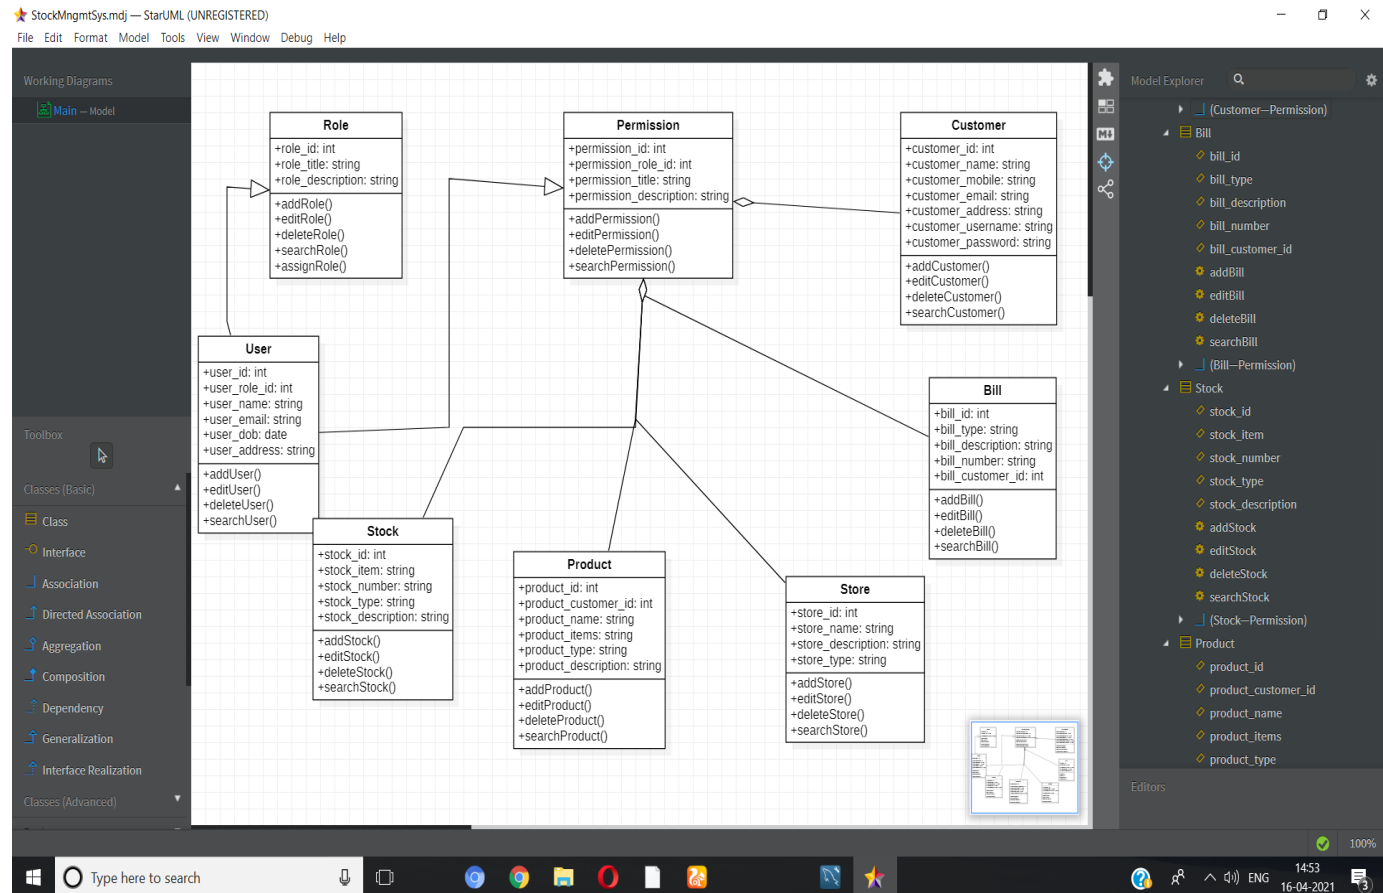 StockMngmtSys.mdj — StarUML (UNREGISTERED)
File Edit Format Model Tools View Window Debug Help
Working Diagrams
Main — Model
Toolbox
Classes (Basic)
Class
Interface
Association
Directed Association
Aggregation
Composition
Dependency
Generalization
Interface Realization
Classes (Advanced)
Role
+role_id: int
+role_title: string
+role_description: string
+addRole()
+editRole()
+deleteRole()
+searchRole()
+assignRole()
Permission
+permission_id: int
+permission_role_id: int
+permission_title: string
+permission_description: string
+addPermission()
+editPermission()
+deletePermission()
+searchPermission()
Customer
+customer_id: int
+customer_name: string
+customer_mobile: string
+customer_email: string
+customer_address: string
+customer_username: string
+customer_password: string
+addCustomer()
+editCustomer()
+deleteCustomer()
+searchCustomer()
User
+user_id: int
+user_role_id: int
+user_name: string
+user_email: string
+user_dob: date
+user_address: string
+addUser()
+editUser()
+deleteUser()
+searchUser()
Bill
+bill_id: int
+bill_type: string
+bill_description: string
+bill_number: string
+bill_customer_id: int
+addBill()
+editBill()
+deleteBill()
+searchBill()
Stock
+stock_id: int
+stock_item: string
+stock_number: string
+stock_type: string
+stock_description: string
+addStock()
+editStock()
+deleteStock()
+searchStock()
Product
+product_id: int
+product_customer_id: int
+product_name: string
+product_items: string
+product_type: string
+product_description: string
+addProduct()
+editProduct()
+deleteProduct()
+searchProduct()
Store
+store_id: int
+store_name: string
+store_description: string
+store_type: string
+addStore()
+editStore()
+deleteStore()
+searchStore()
M↓
Model Explorer
(Customer—Permission)
Bill
bill_id
bill_type
bill_description
bill_number
bill_customer_id
addBill
editBill
deleteBill
searchBill
(Bill—Permission)
Stock
stock_id
stock_item
stock_number
stock_type
stock_description
addStock
editStock
deleteStock
searchStock
(Stock—Permission)
Product
product_id
product_customer_id
product_name
product_items
product_type
Editors
100%
Type here to search
ENG
14:53
16-04-2021
3